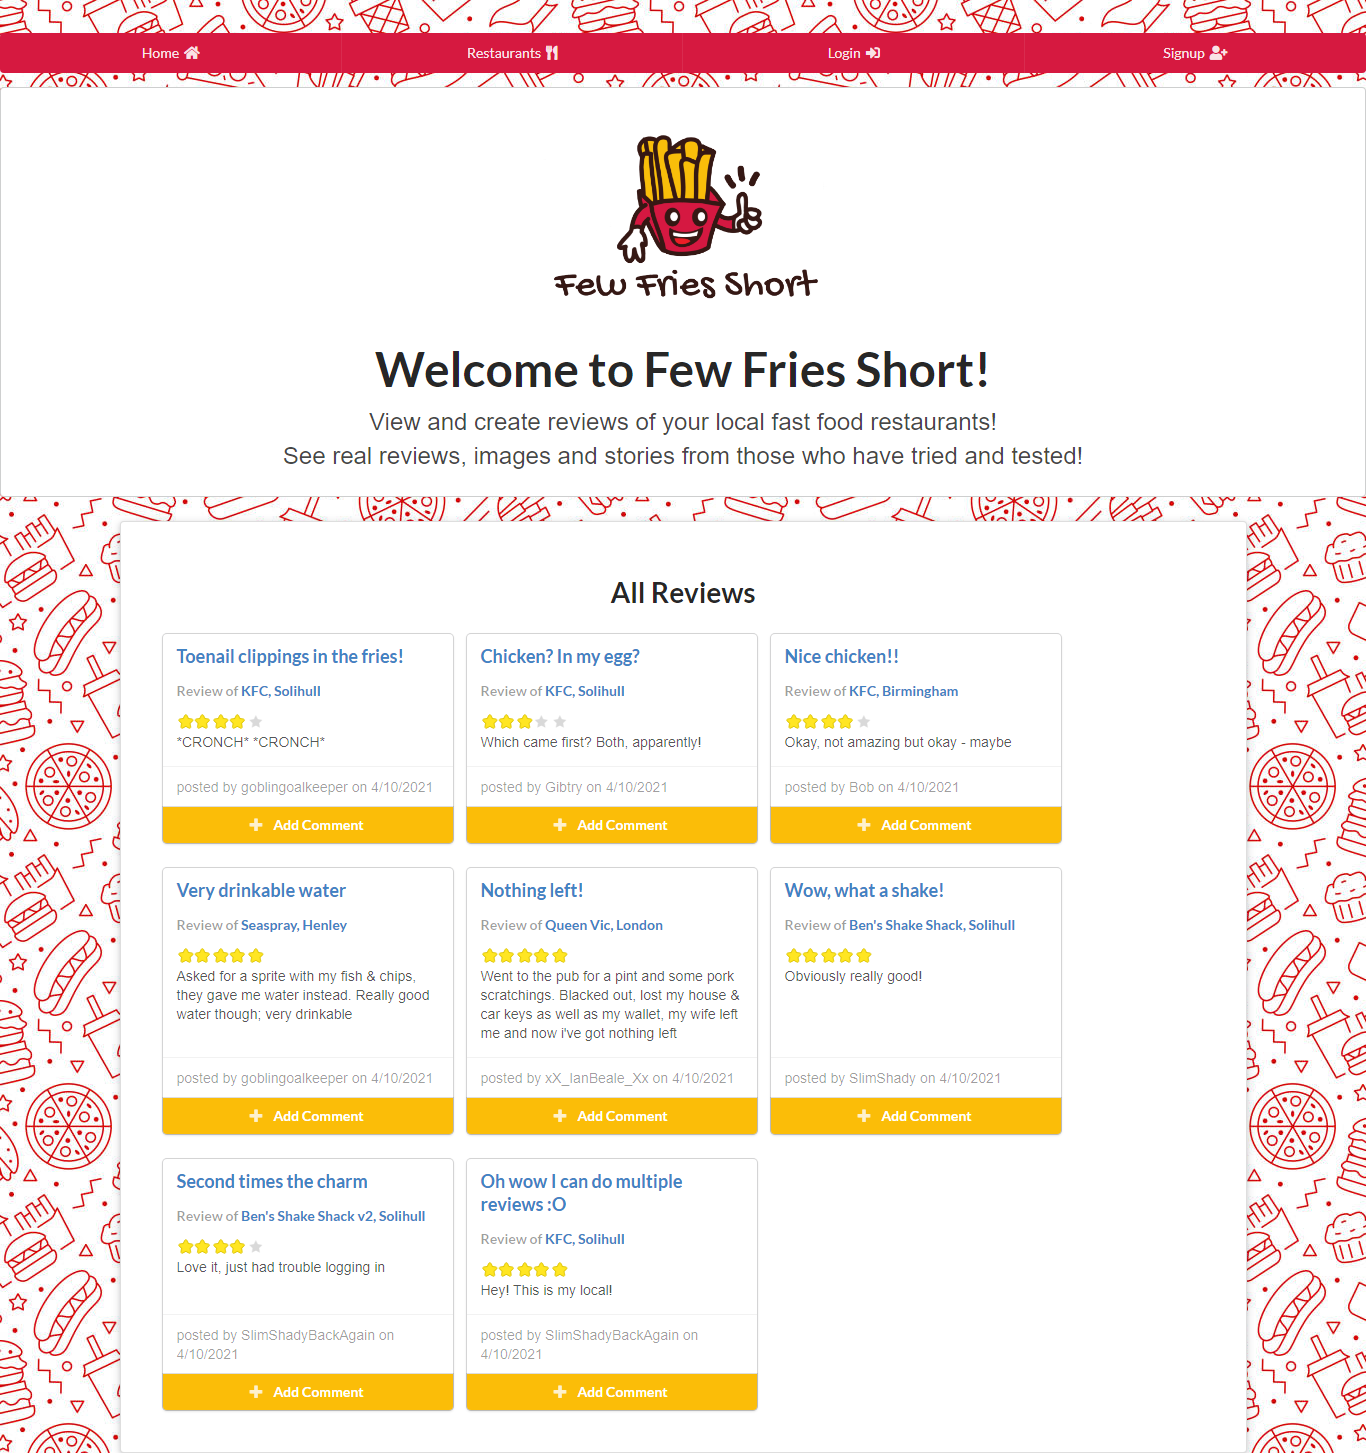 Home
Restaurants
Login
Signup
Few Fries Short
Welcome to Few Fries Short!
View and create reviews of your local fast food restaurants!
See real reviews, images and stories from those who have tried and tested!
All Reviews
Toenail clippings in the fries!
Review of KFC, Solihull
*CRONCH* *CRONCH*
posted by goblingoalkeeper on 4/10/2021
Add Comment
Chicken? In my egg?
Review of KFC, Solihull
Which came first? Both, apparently!
posted by Gibtry on 4/10/2021
Add Comment
Nice chicken!!
Review of KFC, Birmingham
Okay, not amazing but okay - maybe
posted by Bob on 4/10/2021
Add Comment
Very drinkable water
Review of Seaspray, Henley
Asked for a sprite with my fish & chips,
they gave me water instead. Really good
water though; very drinkable
posted by goblingoalkeeper on 4/10/2021
Add Comment
Nothing left!
Review of Queen Vic, London
Went to the pub for a pint and some pork
scratchings. Blacked out, lost my house &
car keys as well as my wallet, my wife left
me and now i've got nothing left
posted by xX_IanBeale_Xx on 4/10/2021
Add Comment
Wow, what a shake!
Review of Ben's Shake Shack, Solihull
Obviously really good!
posted by SlimShady on 4/10/2021
Add Comment
Second times the charm
Review of Ben's Shake Shack v2, Solihull
Love it, just had trouble logging in
posted by SlimShadyBackAgain on
4/10/2021
Add Comment
Oh wow I can do multiple
reviews :O
Review of KFC, Solihull
Hey! This is my local!
posted by SlimShadyBackAgain on
4/10/2021
Add Comment